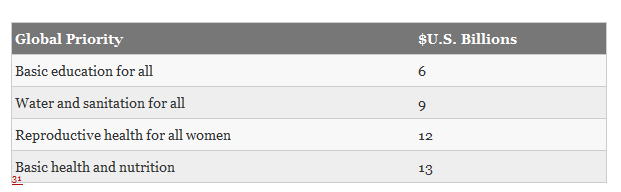 Global Priority $U.S. Billions
Basic education for all 6
Water and sanitation for all 9
Reproductive health for all women 12
Basic health and nutrition 13
31